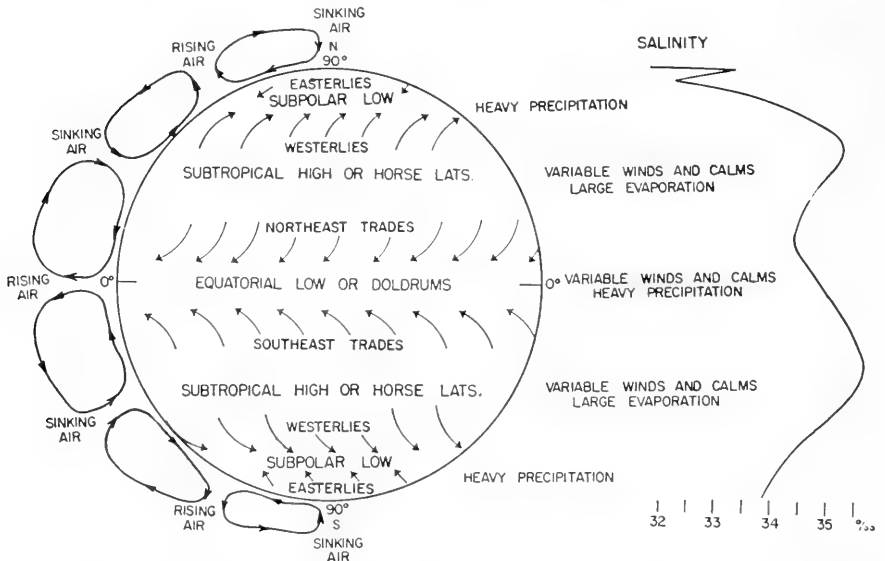 SINKING
AIR
N
90°
RISING
AIR
SALINITY
EASTERLIES
SUBPOLAR LOW
HEAVY PRECIPITATION
SINKING
AIR
WESTERLIES
SUBTROPICAL HIGH OR HORSE LATS.
VARIABLE WINDS AND CALMS
LARGE EVAPORATION
NORTHEAST TRADES
RISING
AIR
0°
EQUATORIAL LOW OR DOLDRUMS
0°
VARIABLE WINDS AND CALMS
HEAVY PRECIPITATION
SOUTHEAST TRADES
SUBTROPICAL HIGH OR HORSE LATS.
VARIABLE WINDS AND CALMS
LARGE EVAPORATION
SINKING
AIR
WESTERLIES
SUBPOLAR LOW
HEAVY PRECIPITATION
EASTERLIES
RISING
AIR
90°
S
SINKING
AIR
32 33 34 35 ‰